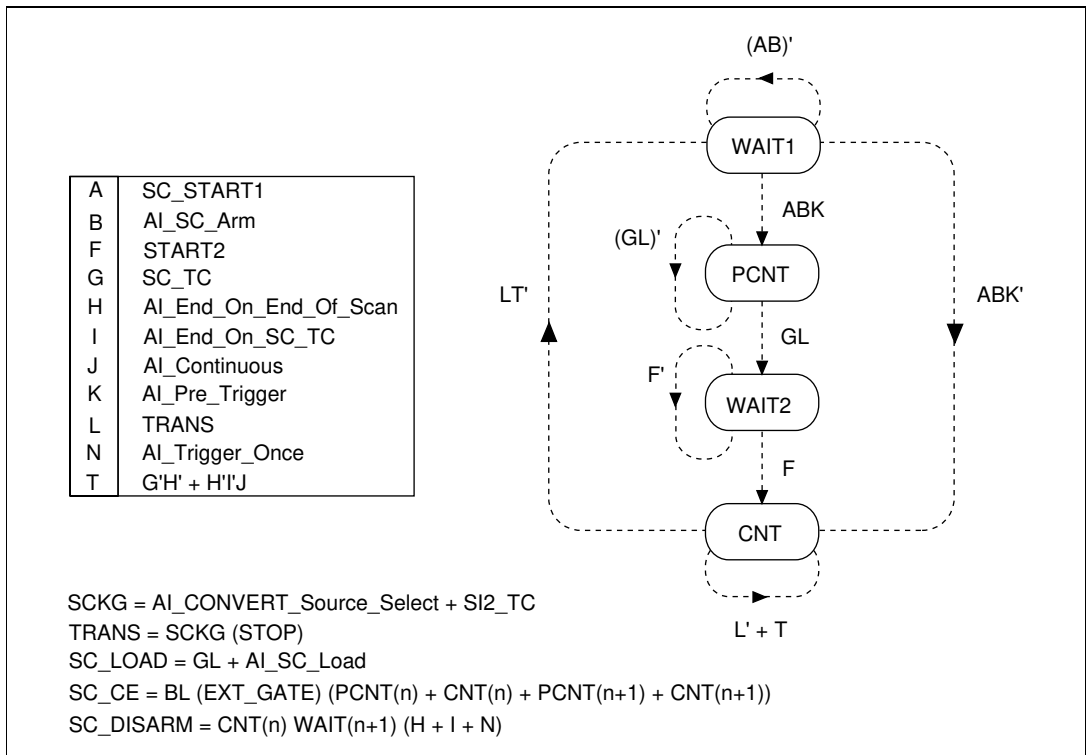 (AB)'
WAIT1
A SC_START1
B AI_SC_Arm
F START2
G SC_TC
H AI_End_On_End_Of_Scan
I AI_End_On_SC_TC
J AI_Continuous
K AI_Pre_Trigger
L TRANS
N AI_Trigger_Once
T G'H' + H'I'J
ABK
(GL)'
PCNT
LT'
ABK'
GL
F'
WAIT2
F
CNT
L' + T
SCKG = AI_CONVERT_Source_Select + SI2_TC
TRANS = SCKG (STOP)
SC_LOAD = GL + AI_SC_Load
SC_CE = BL (EXT_GATE) (PCNT(n) + CNT(n) + PCNT(n+1) + CNT(n+1))
SC_DISARM = CNT(n) WAIT(n+1) (H + I + N)